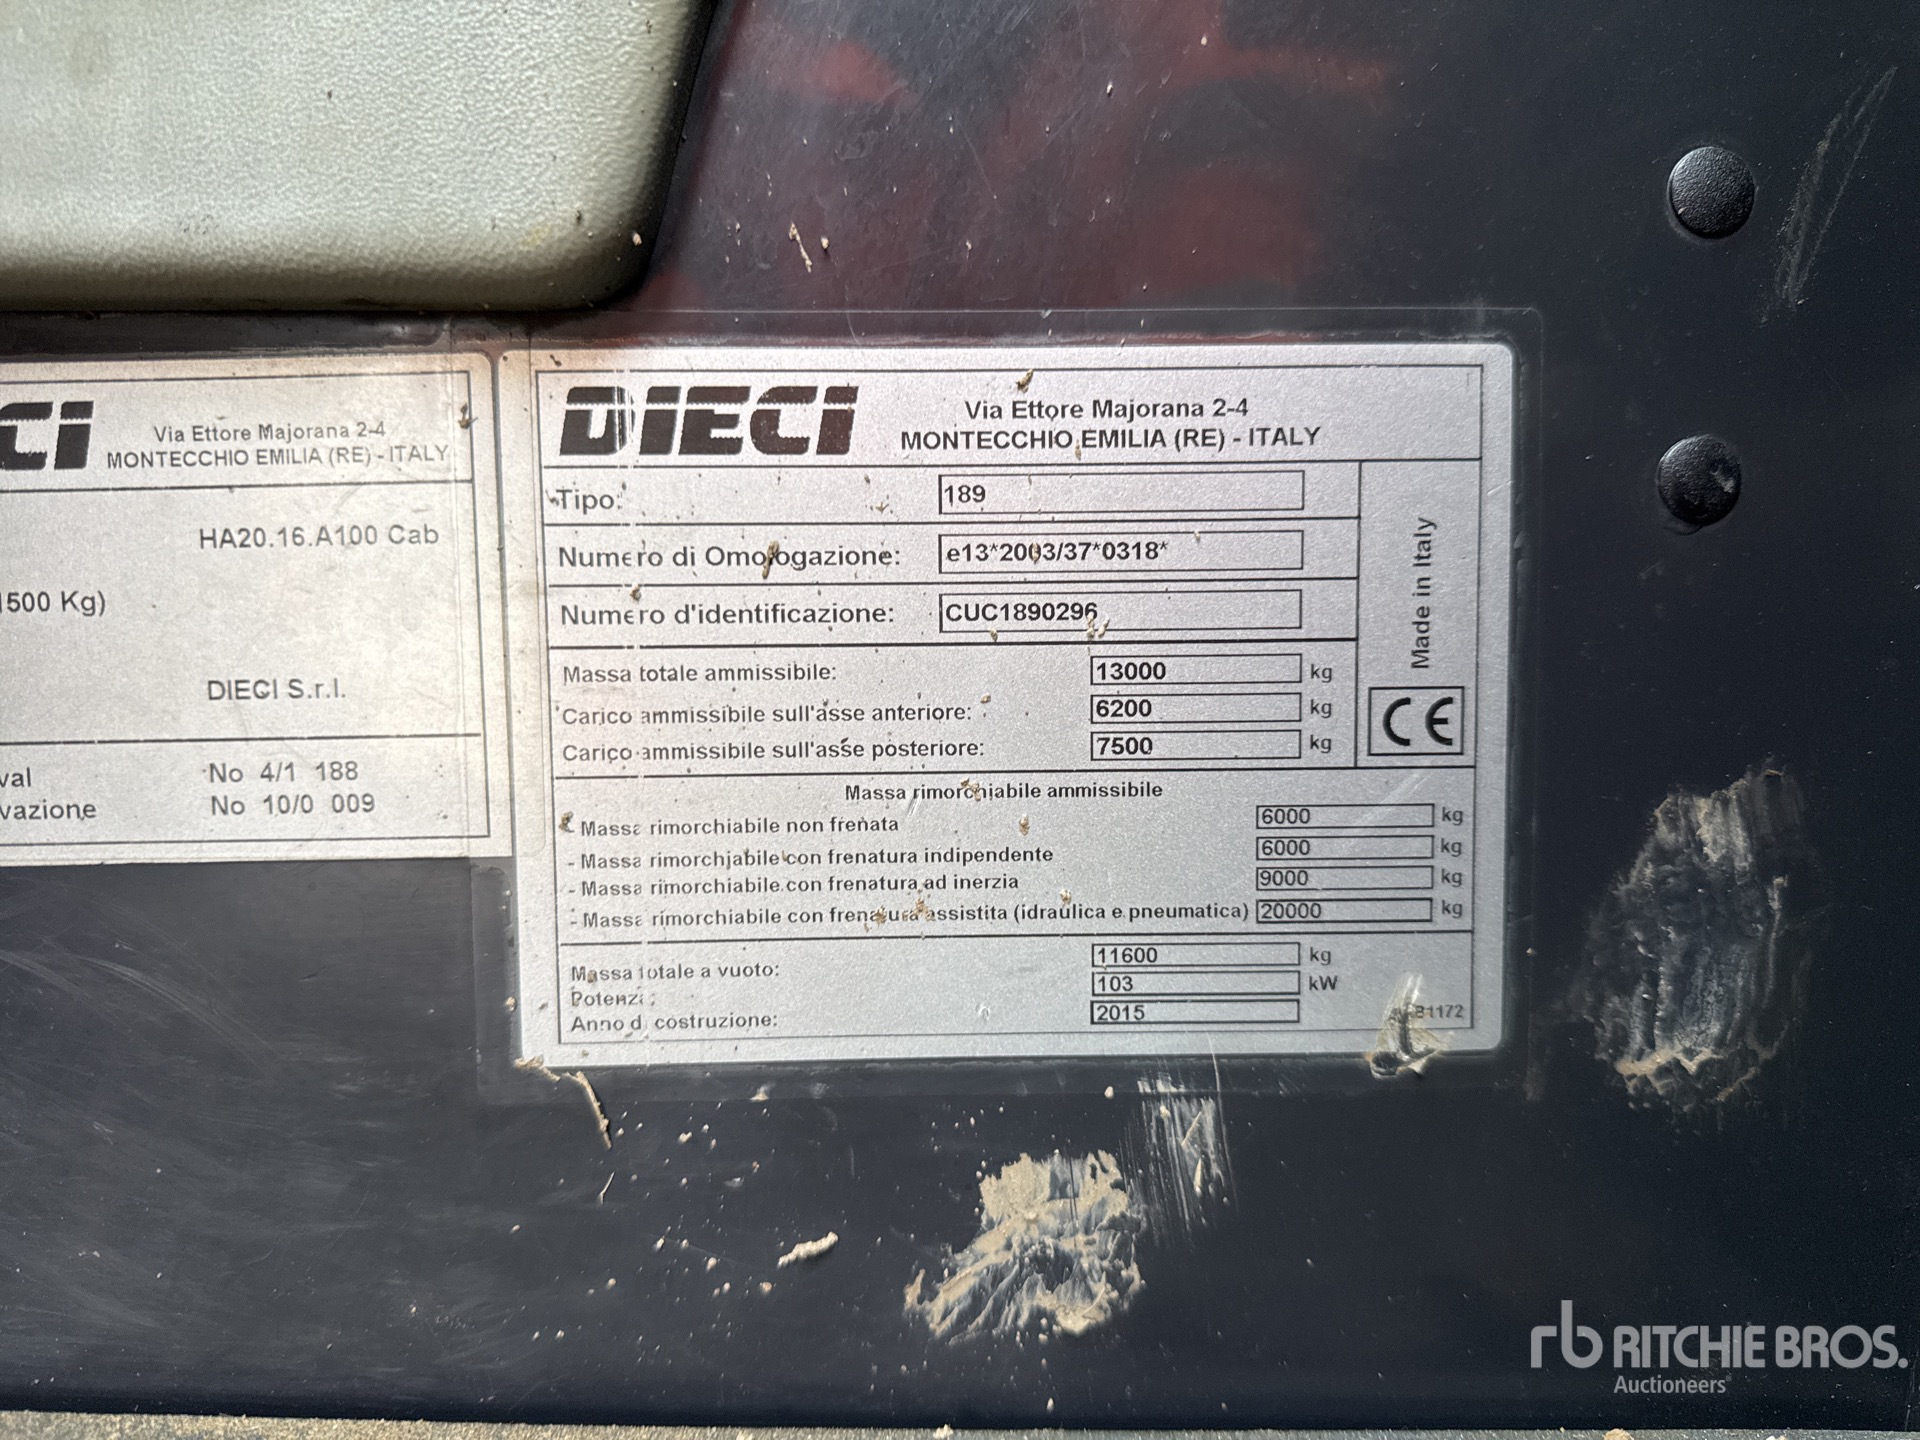 CI
Via Ettore Majorana 2-4
MONTECCHIO EMILIA (RE) - ITALY
HA20.16.A100 Cab
500 Kg)
DIECI S.r.l.
val No 4/1 188
vazione No 10/0 009
DIECI
Via Ettore Majorana 2-4
MONTECCHIO EMILIA (RE) - ITALY
Tipo: 189
Numero di Omologazione: e13*2003/37*0318*
Numero d'identificazione: CUC1890296
Made in Italy
CE
Massa totale ammissibile: 13000 kg
Carico ammissibile sull'asse anteriore: 6200 kg
Carico ammissibile sull'asse posteriore: 7500 kg
Massa rimorchiabile ammissibile
- Massa rimorchiabile non frenata 6000 kg
- Massa rimorchiabile con frenatura indipendente 6000 kg
- Massa rimorchiabile con frenatura ad inerzia 9000 kg
- Massa rimorchiabile con frenatura assistita (idraulica e pneumatica) 20000 kg
Massa totale a vuoto: 11600 kg
Potenza: 103 kW
Anno di costruzione: 2015
rb RITCHIE BROS.
Auctioneers